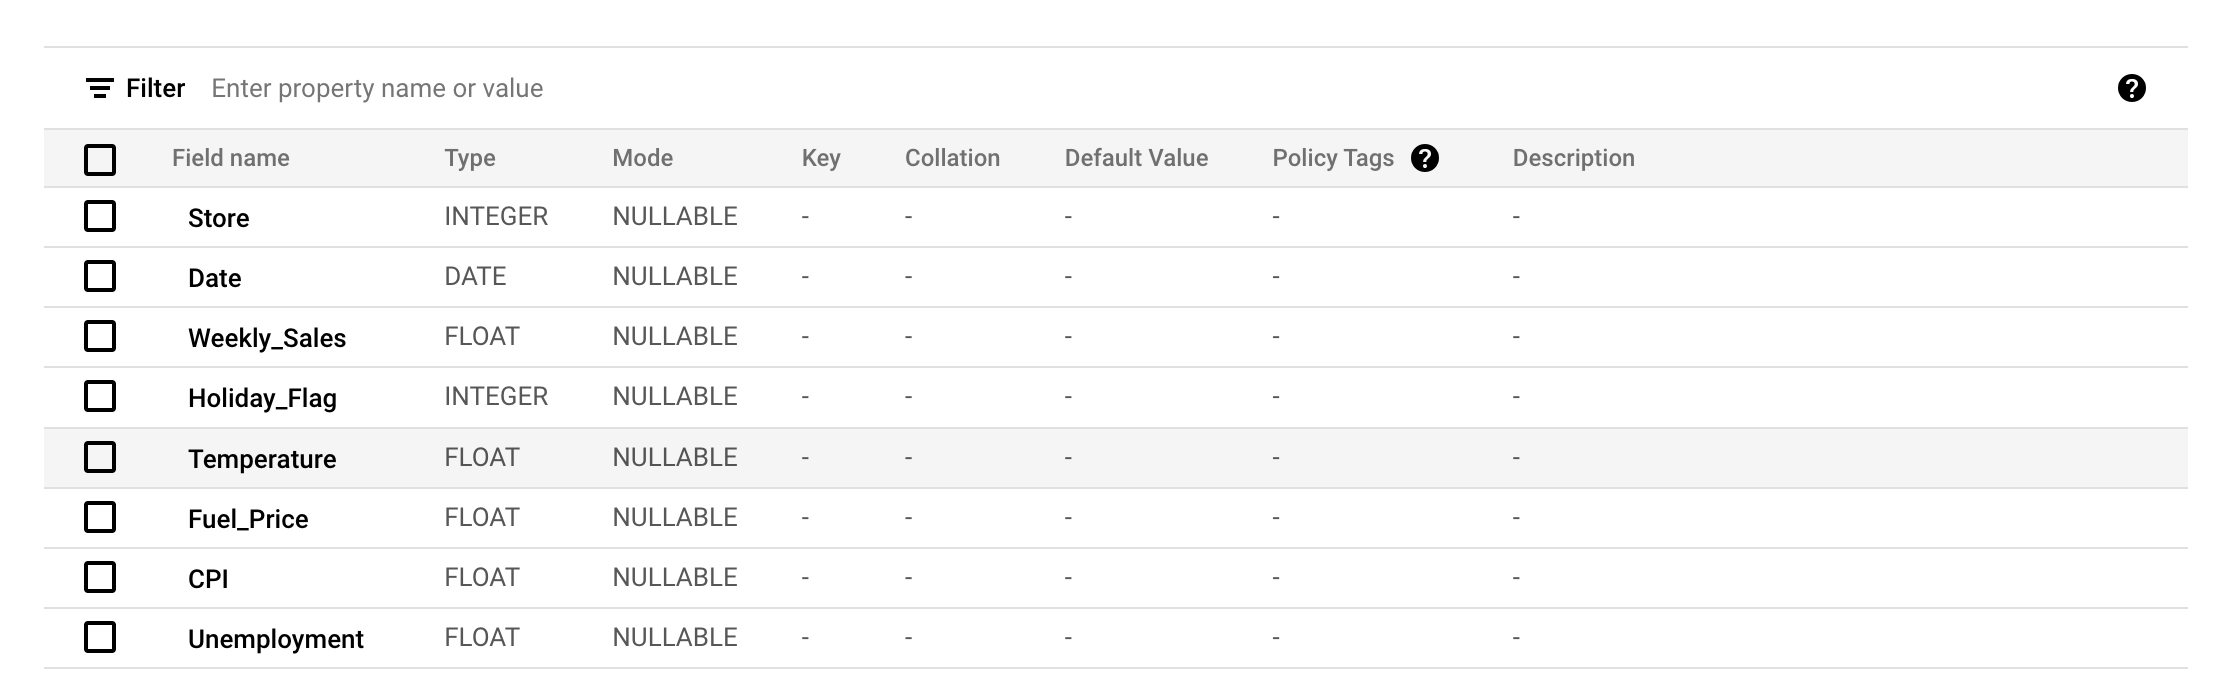 Filter Enter property name or value
Field name Type Mode Key Collation Default Value Policy Tags ? Description
Store INTEGER NULLABLE - - - - -
Date DATE NULLABLE - - - - -
Weekly_Sales FLOAT NULLABLE - - - - -
Holiday_Flag INTEGER NULLABLE - - - - -
Temperature FLOAT NULLABLE - - - - -
Fuel_Price FLOAT NULLABLE - - - - -
CPI FLOAT NULLABLE - - - - -
Unemployment FLOAT NULLABLE - - - - -